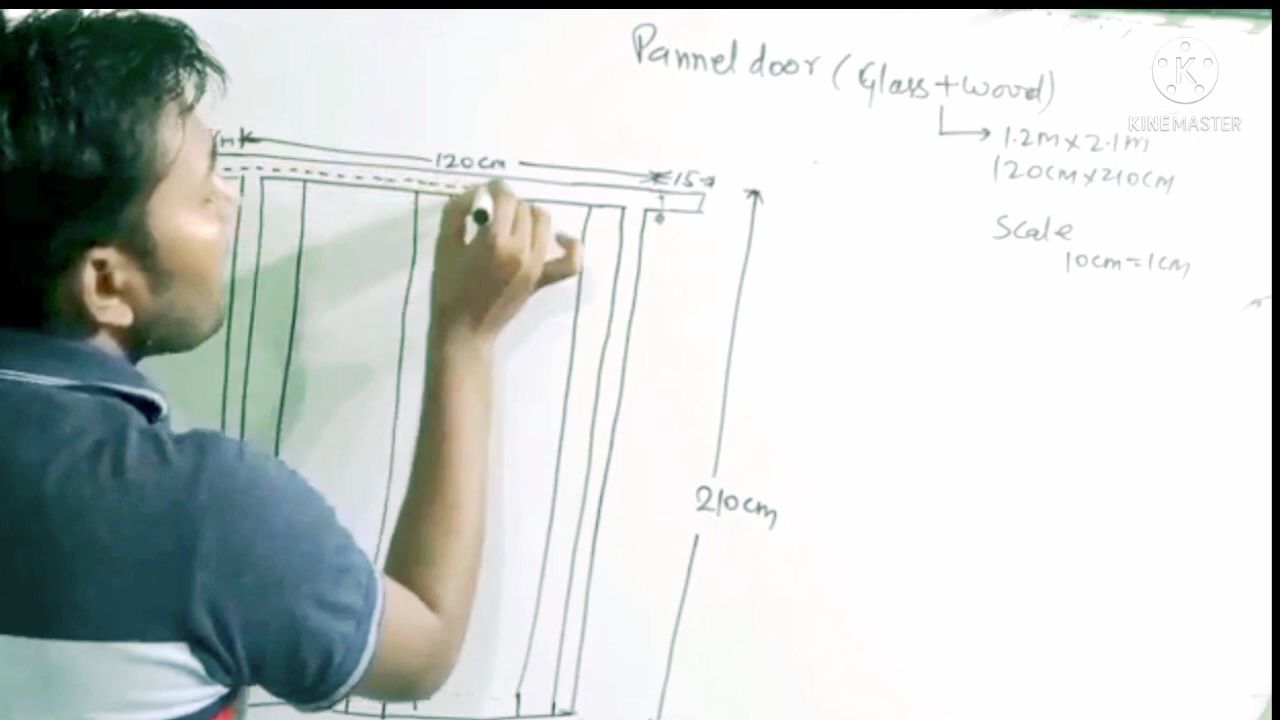 Pannel door (Glass + wood)
1.2m x 2.1m
120cm x 210cm
Scale
10cm = 1cm
120cm
15
210cm
K
KINEMASTER